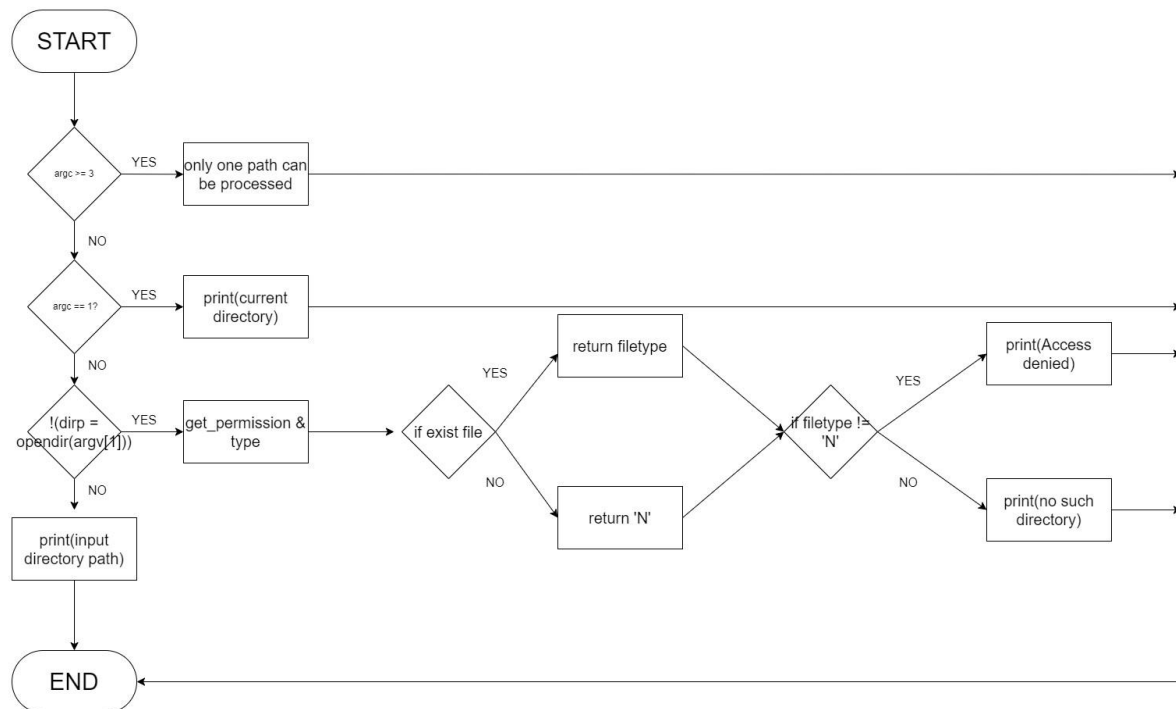 START
argc >= 3
YES
only one path can
be processed
NO
argc == 1?
YES
print(current
directory)
NO
!(dirp =
opendir(argv[1]))
YES
get_permission &
type
if exist file
YES
return filetype
NO
return 'N'
if filetype !=
'N'
YES
print(Access
denied)
NO
print(no such
directory)
NO
print(input
directory path)
END